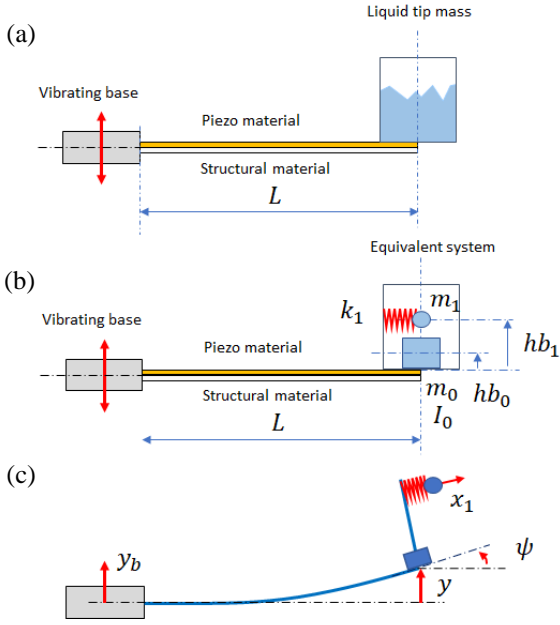 (a)
Liquid tip mass
Vibrating base
Piezo material
Structural material
L
(b)
Equivalent system
Vibrating base
k₁
m₁
hb₁
Piezo material
Structural material
m₀
hb₀
I₀
L
(c)
x₁
ψ
y_b
y